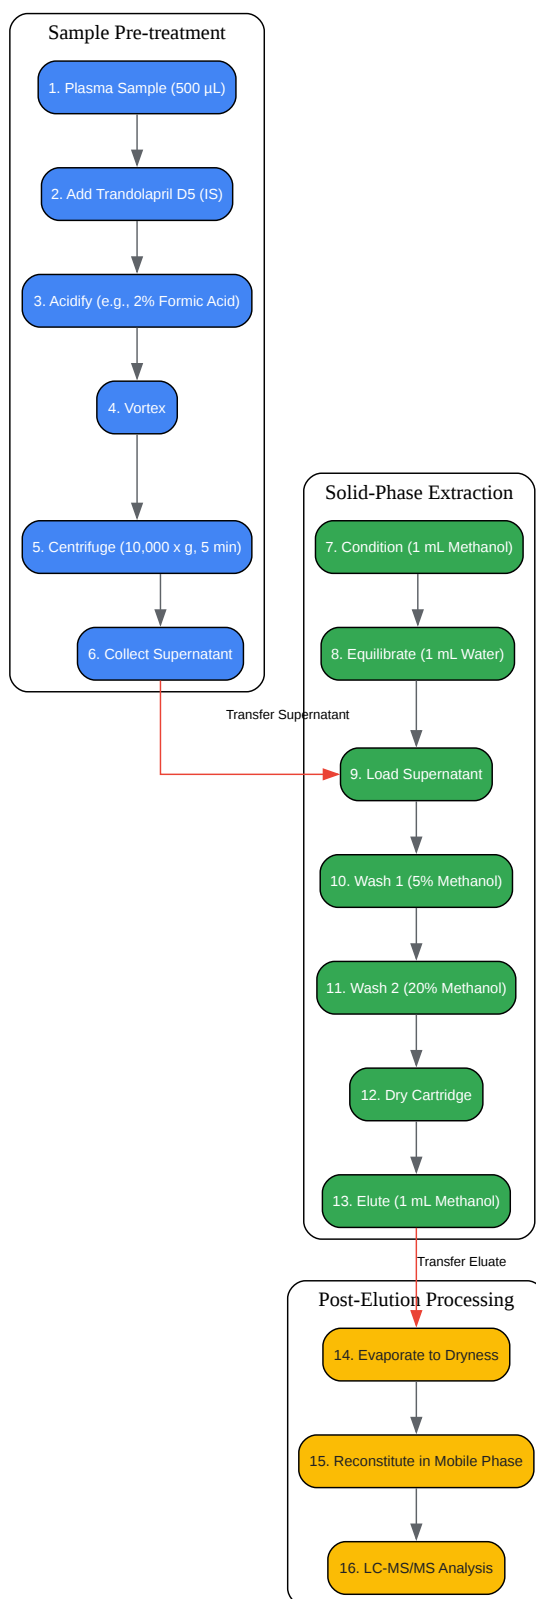 Sample Pre-treatment
1. Plasma Sample (500 µL)
2. Add Trandolapril D5 (IS)
3. Acidify (e.g., 2% Formic Acid)
4. Vortex
5. Centrifuge (10,000 x g, 5 min)
6. Collect Supernatant
Transfer Supernatant
Solid-Phase Extraction
7. Condition (1 mL Methanol)
8. Equilibrate (1 mL Water)
9. Load Supernatant
10. Wash 1 (5% Methanol)
11. Wash 2 (20% Methanol)
12. Dry Cartridge
13. Elute (1 mL Methanol)
Transfer Eluate
Post-Elution Processing
14. Evaporate to Dryness
15. Reconstitute in Mobile Phase
16. LC-MS/MS Analysis